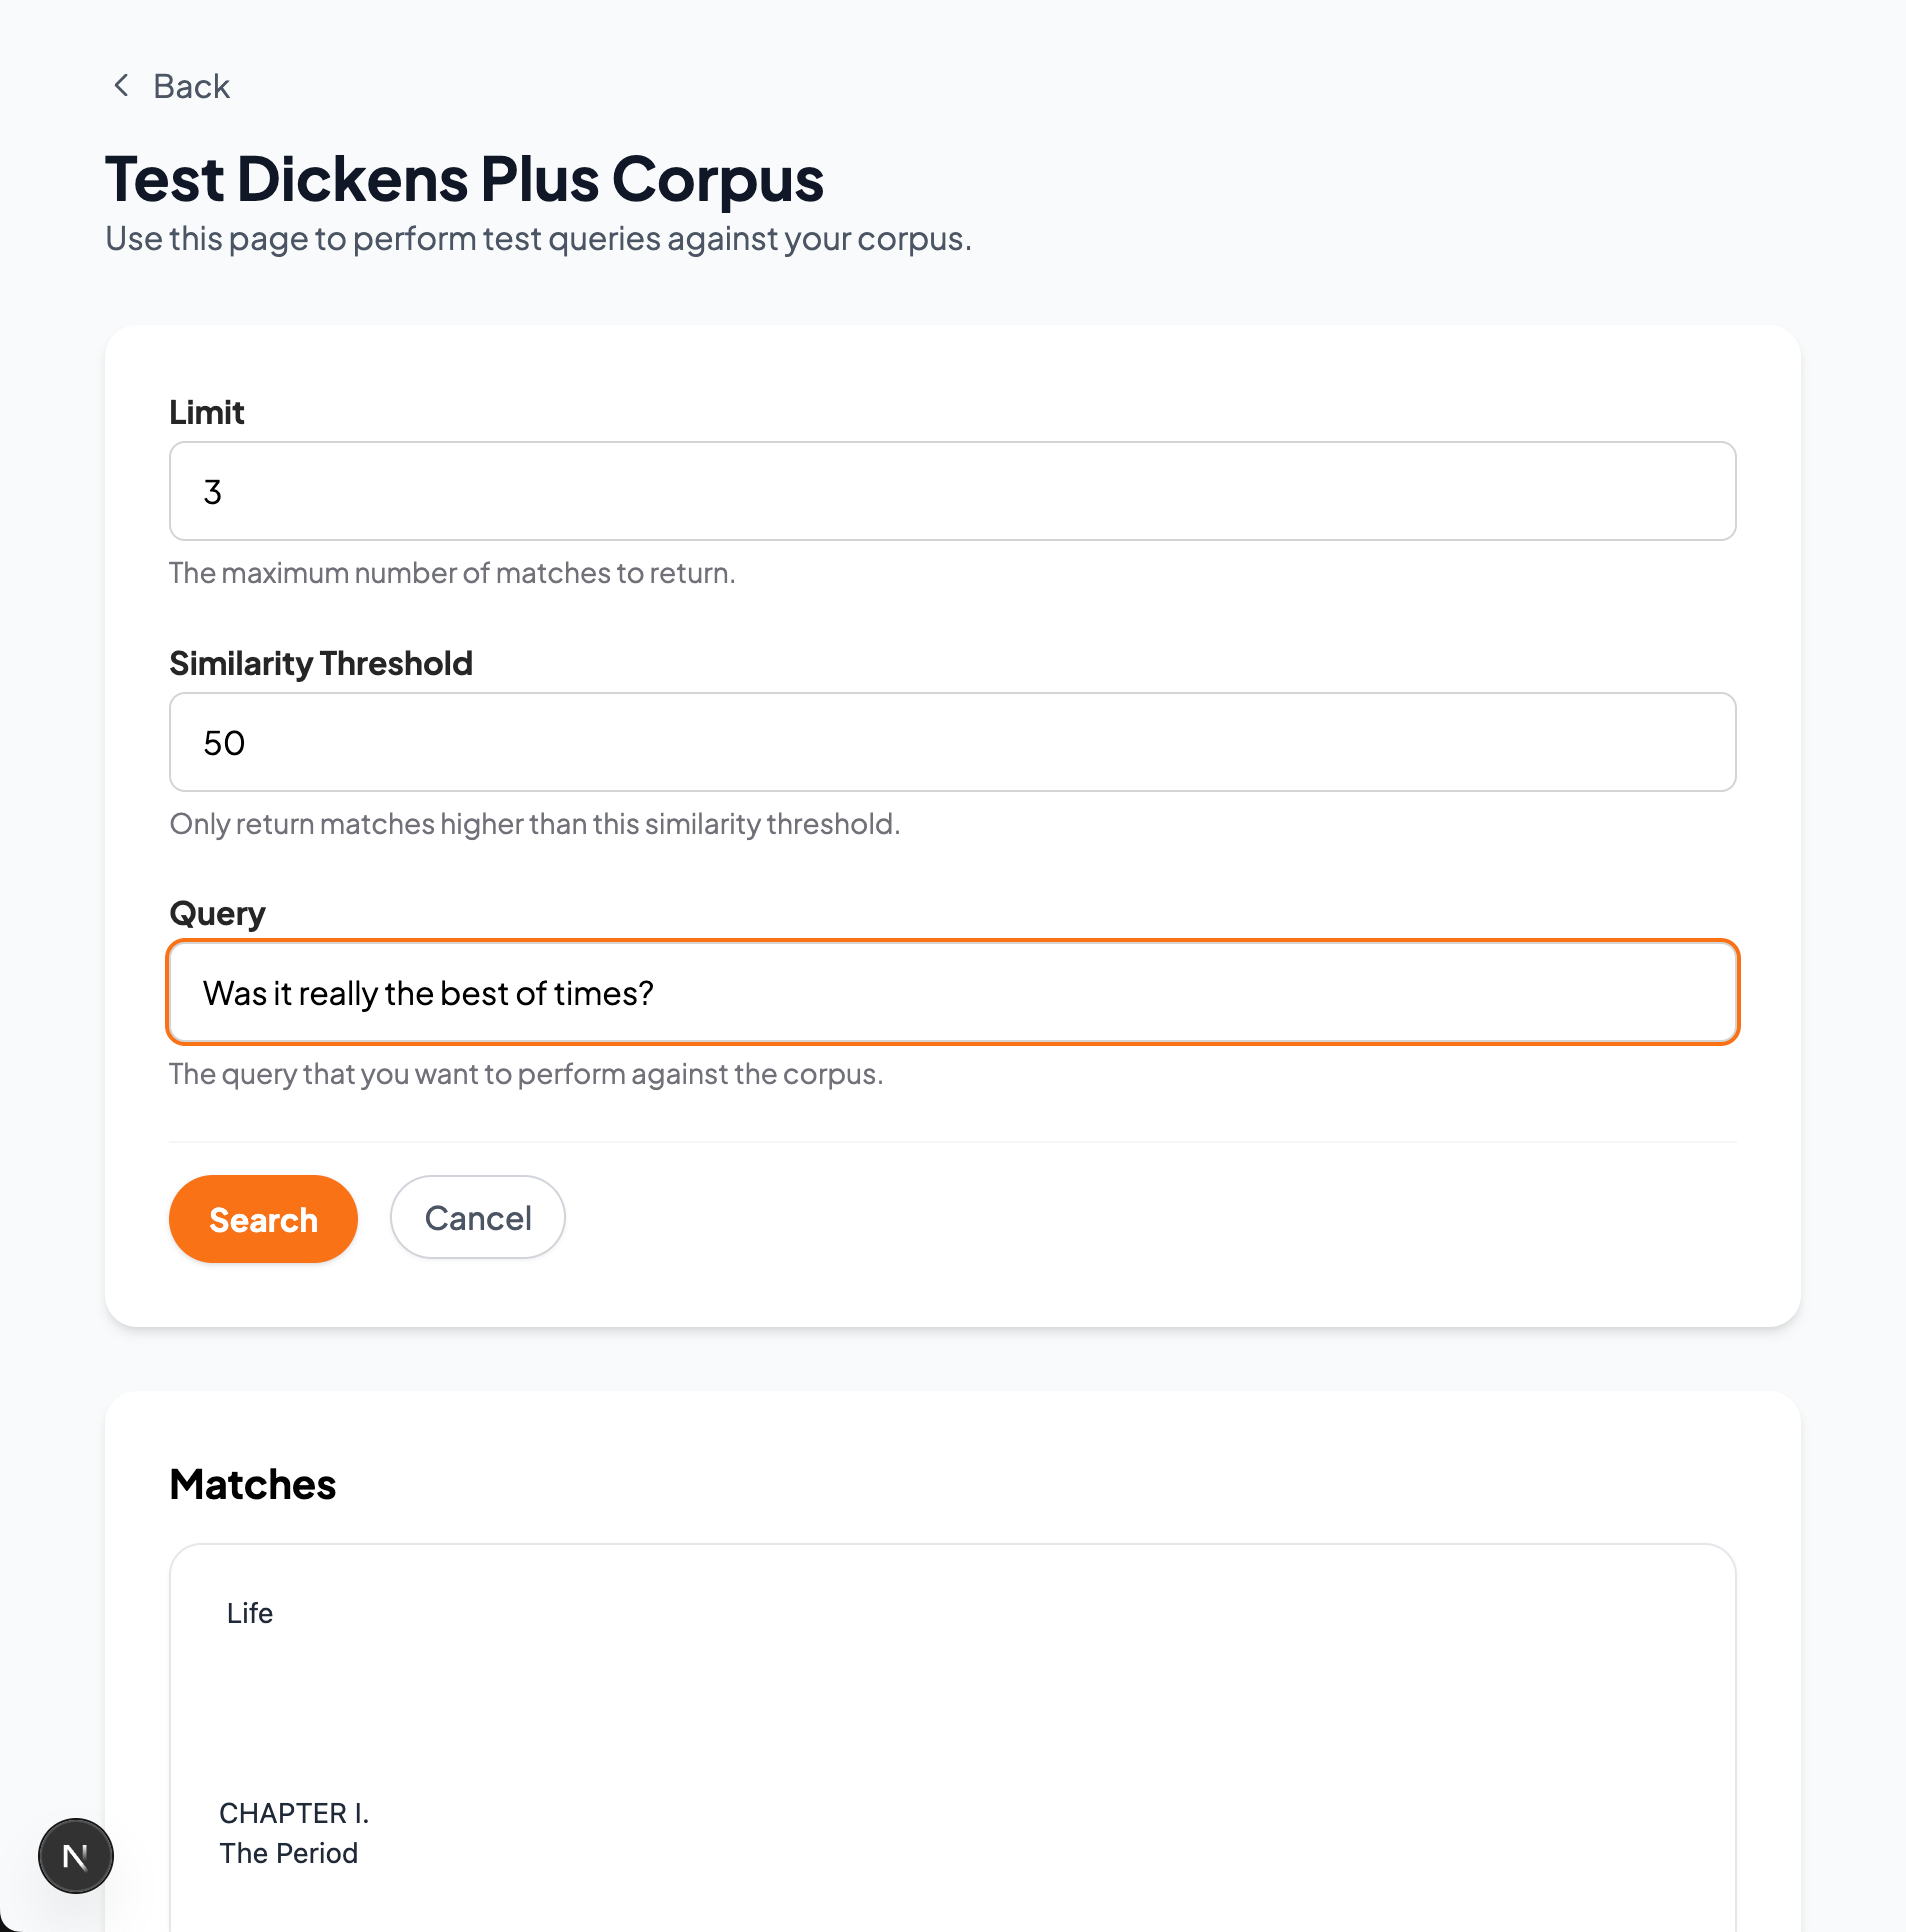 Back
Test Dickens Plus Corpus
Use this page to perform test queries against your corpus.
Limit
3
The maximum number of matches to return.
Similarity Threshold
50
Only return matches higher than this similarity threshold.
Query
Was it really the best of times?
The query that you want to perform against the corpus.
Search Cancel
Matches
Life
CHAPTER I.
The Period
N